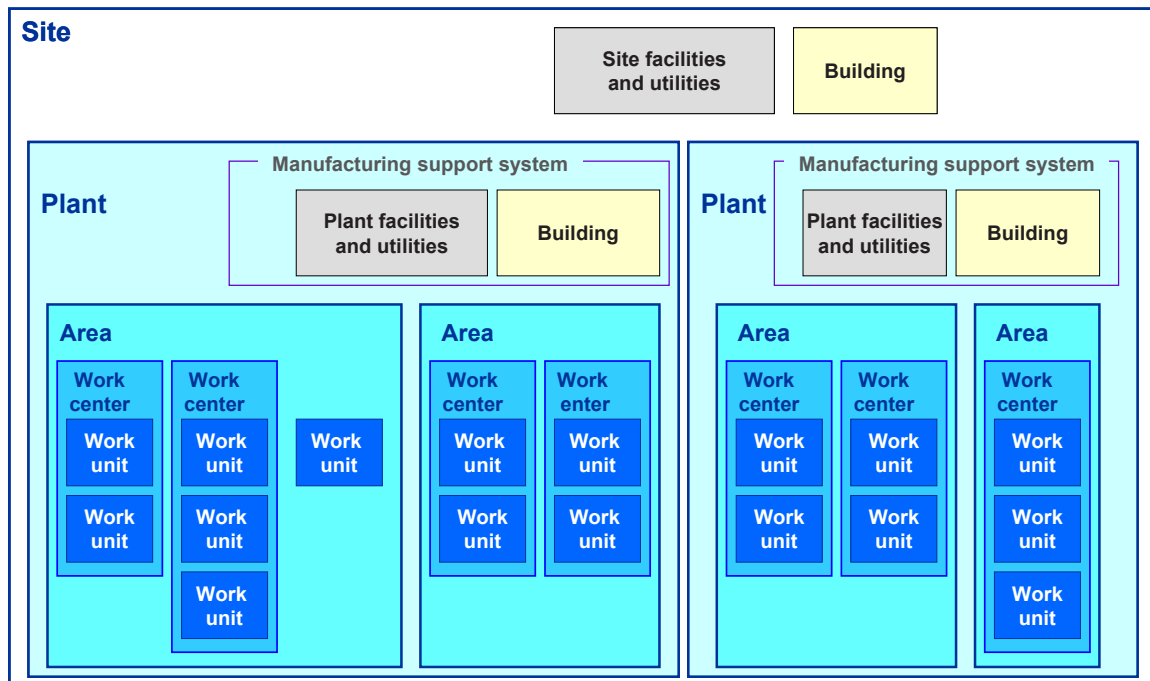 Site
Site facilities
and utilities
Building
Plant
Manufacturing support system
Plant facilities
and utilities
Building
Area
Work
center
Work
unit
Work
unit
Work
center
Work
unit
Work
unit
Work
unit
Work
unit
Area
Work
center
Work
unit
Work
unit
Work
enter
Work
unit
Work
unit
Plant
Manufacturing support system
Plant facilities
and utilities
Building
Area
Work
center
Work
unit
Work
unit
Work
center
Work
unit
Work
unit
Area
Work
center
Work
unit
Work
unit
Work
unit